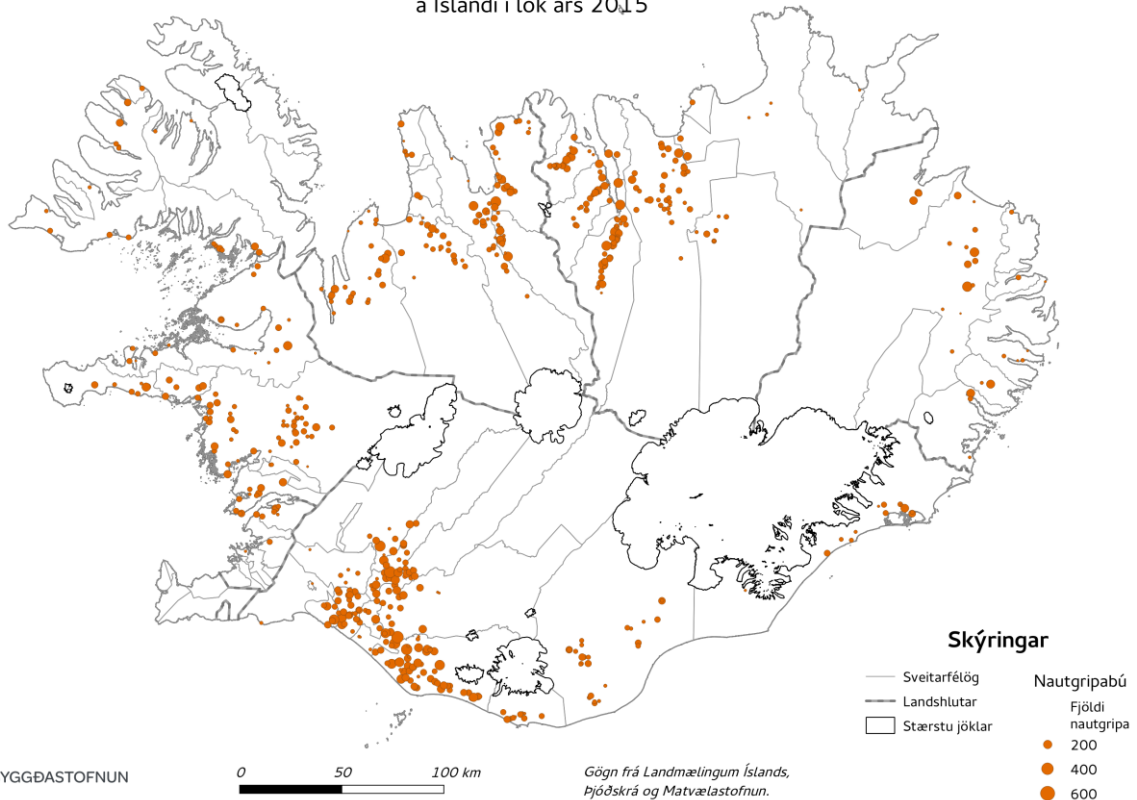 á Íslandi í lok árs 2015
Skýringar
Sveitarfélög
Landshlutar
Stærstu jöklar
Nautgripabú
Fjöldi
nautgripa
200
400
600
YGGÐASTOFNUN
0 50 100 km
Gögn frá Landmælingum Íslands,
Þjóðskrá og Matvælastofnun.